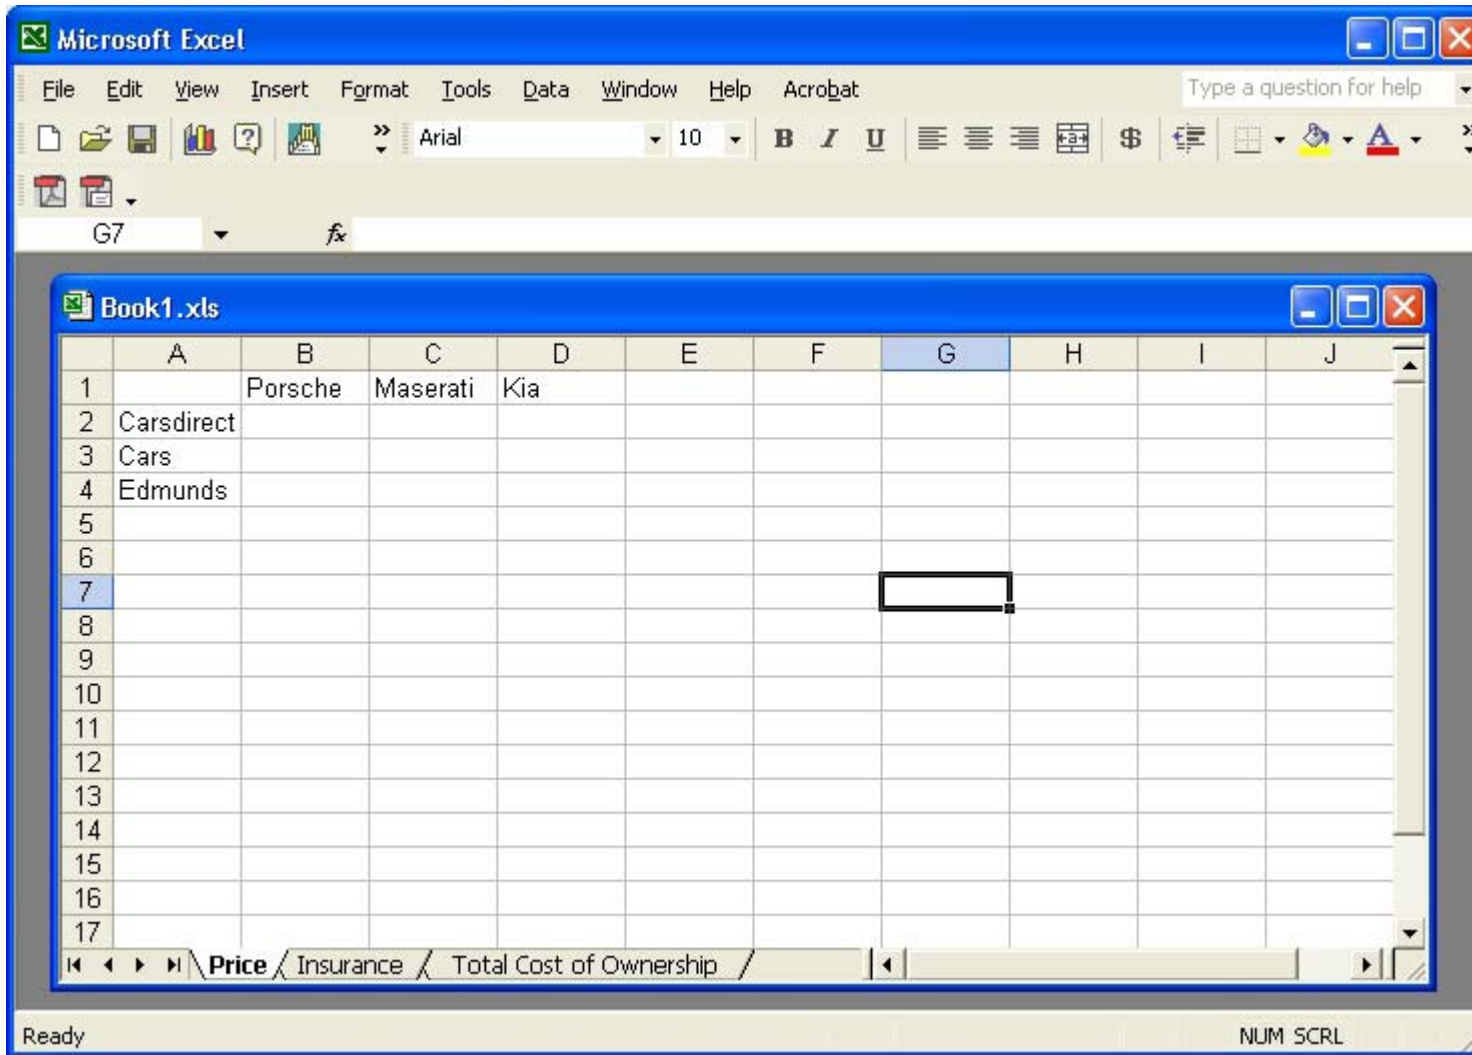 Microsoft Excel
File Edit View Insert Format Tools Data Window Help Acrobat Type a question for help
Arial 10 B I U $ A
G7 fx
Book1.xls
A B C D E F G H I J
1 Porsche Maserati Kia
2 Carsdirect
3 Cars
4 Edmunds
5
6
7
8
9
10
11
12
13
14
15
16
17
Price Insurance Total Cost of Ownership
Ready NUM SCRL